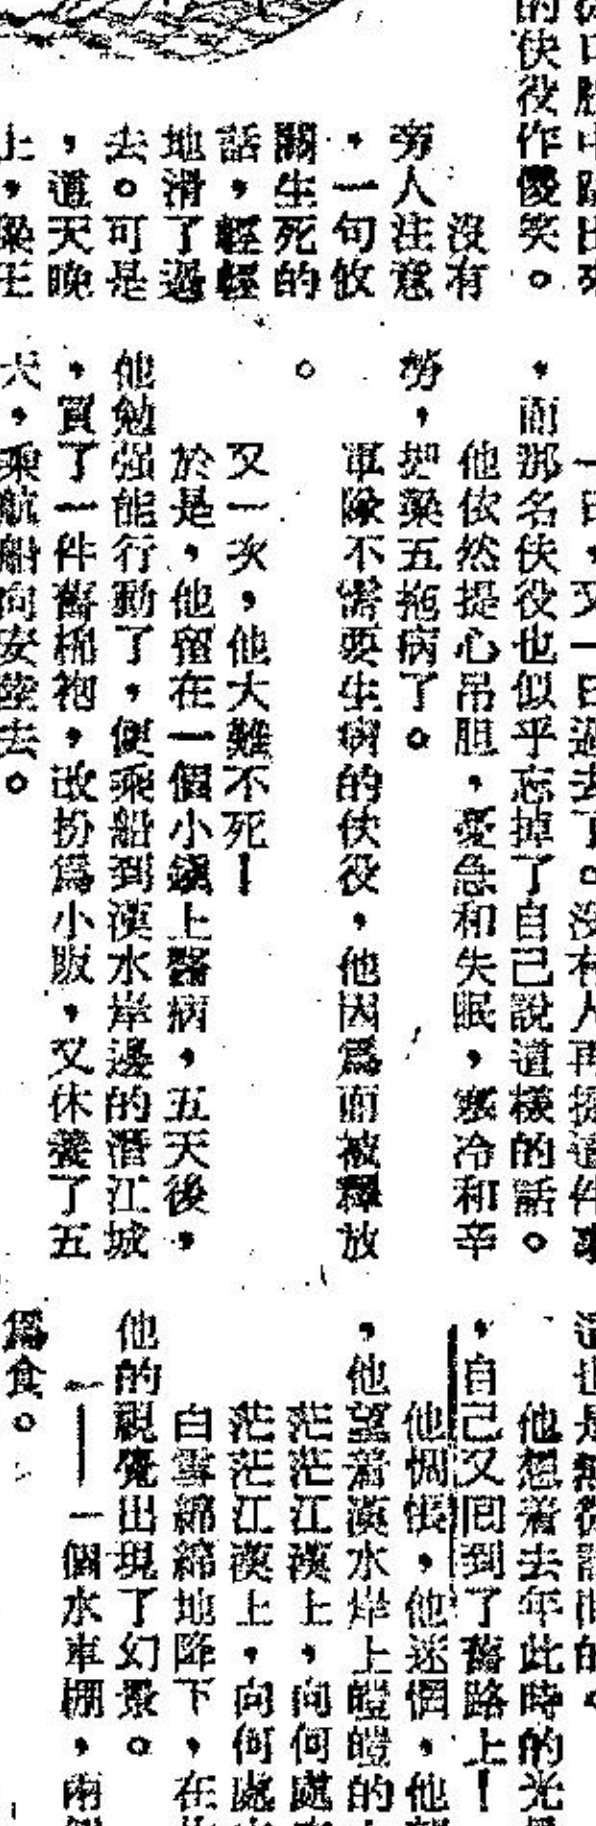 的伕役作傻笑。
沒有
旁人注意
，一句攸
關生死的
話，輕輕
地滑了過
去。可是
，這天晚
上，梁
一日，又一日過去了。沒有人再提這件事
，而那名伕役也似乎忘掉了自己說這樣的話。
他依然提心吊胆，憂急和失眠，寒冷和辛
勞，把梁五拖病了。
軍隊不需要生病的伕役，他因爲而被釋放
。
又一次，他大難不死！
於是，他留在一個小鎭上醫病，五天後，
他勉强能行動了，便乘船到漢水岸邊的潛江城
，買了一件舊棉袍，改扮爲小販，又休養了五
天，乘航船向安陸去。
這也是無從的。
他想着去年此時的光
，自己又回到了舊路上！
他惆悵，他迷惘，他
，他望着漢水岸上皚皚的
茫茫江漢上，向何處
茫茫江漢上，向何處
白雪綿綿地降下，在
他的視覺出現了幻景。
一——一個水車棚，兩
爲食。